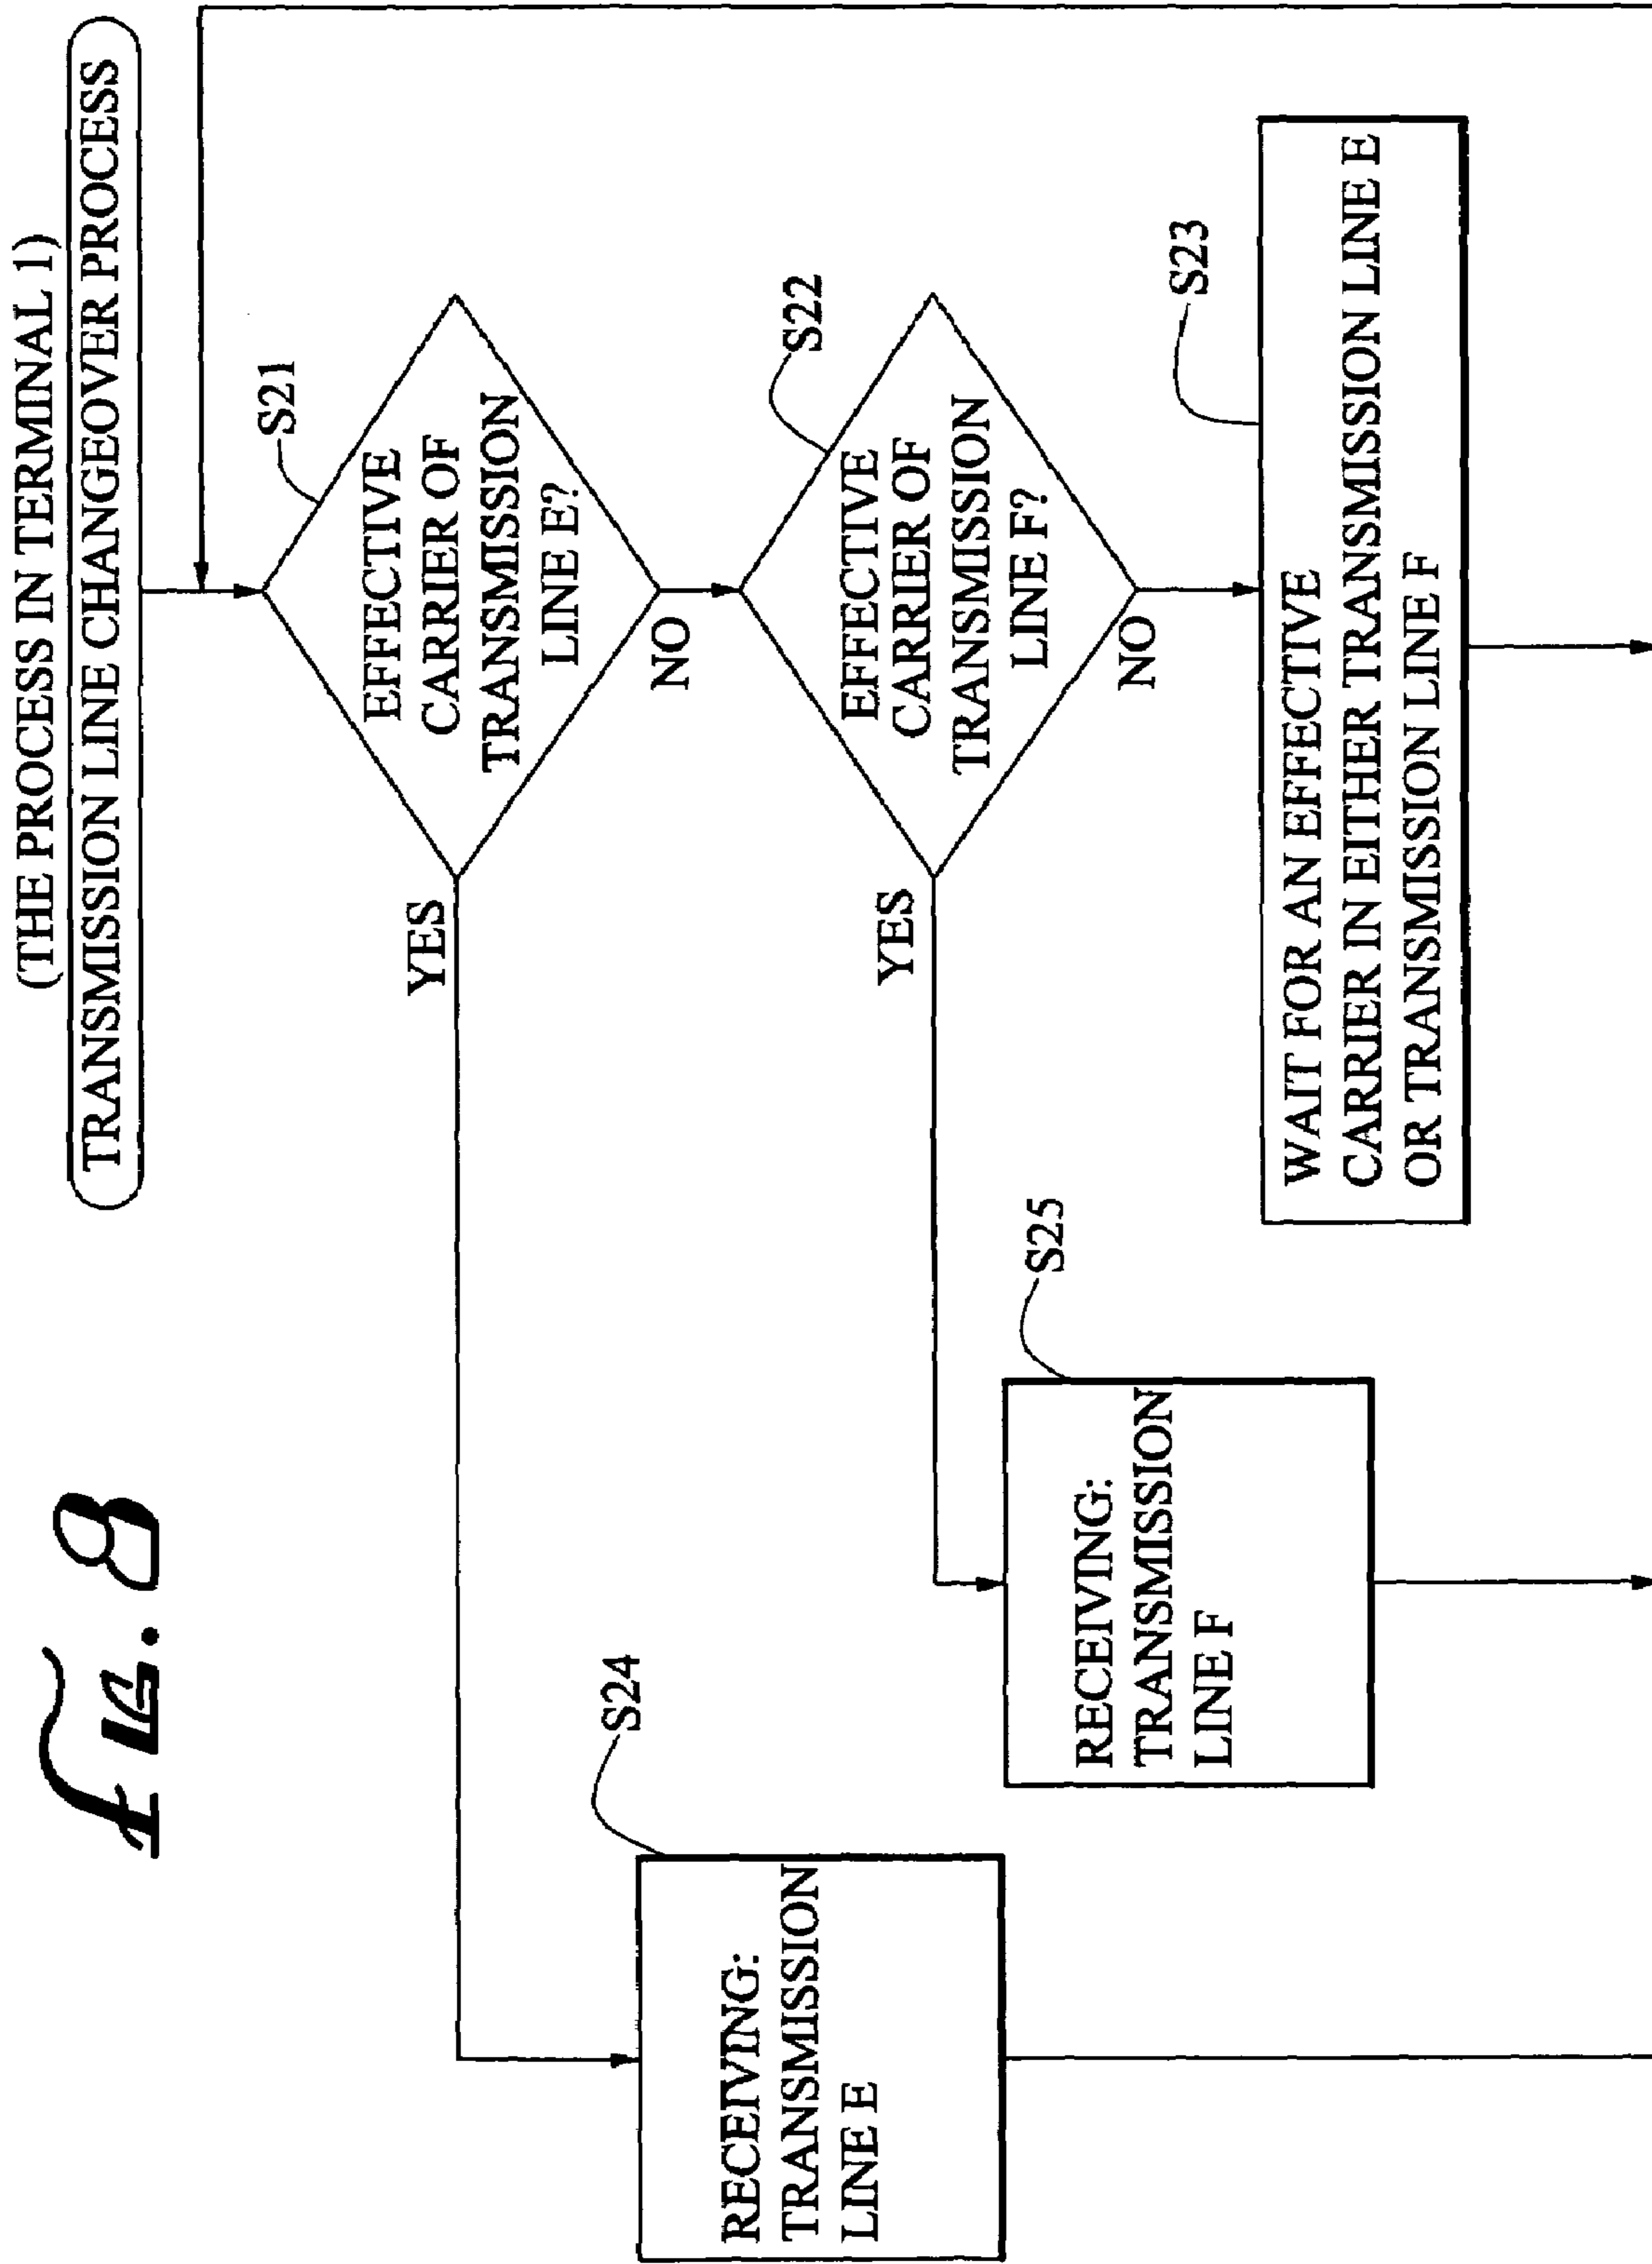 FIG. 8
(THE PROCESS IN TERMINAL 1)
TRANSMISSION LINE CHANGEOVER PROCESS
S21
EFFECTIVE
CARRIER OF
TRANSMISSION
LINE E?
YES
NO
S22
EFFECTIVE
CARRIER OF
TRANSMISSION
LINE F?
YES
NO
S23
WAIT FOR AN EFFECTIVE
CARRIER IN EITHER TRANSMISSION LINE E
OR TRANSMISSION LINE F
S24
RECEIVING:
TRANSMISSION
LINE E
S25
RECEIVING:
TRANSMISSION
LINE F